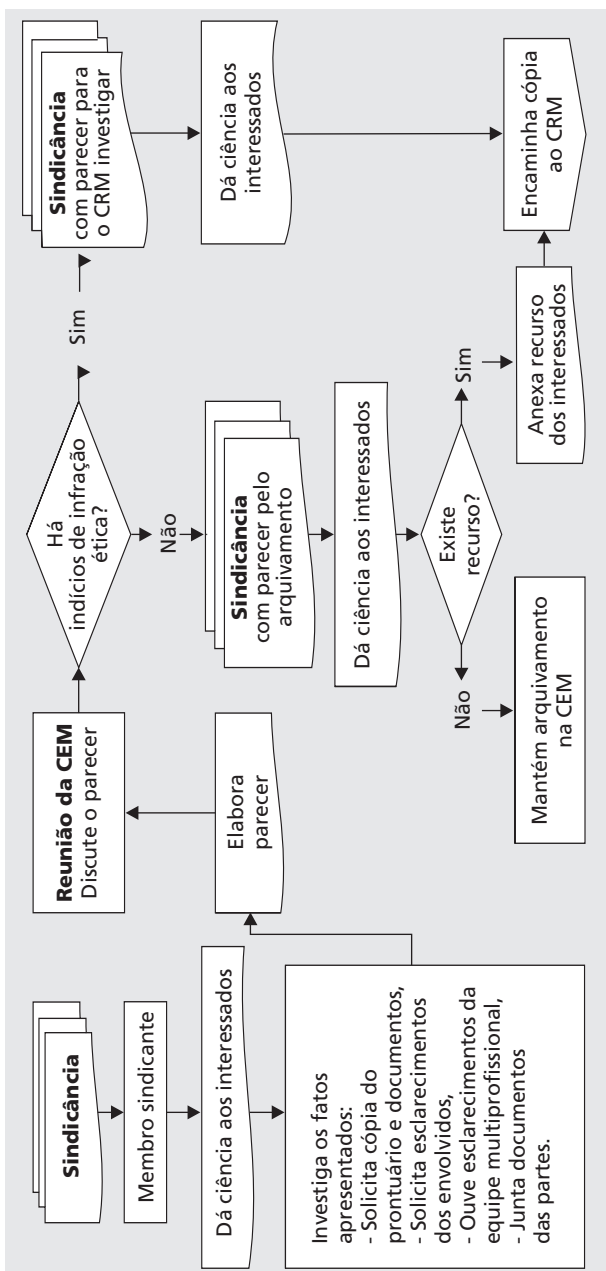 Sindicância
Membro sindicante
Dá ciência aos interessados
Investiga os fatos
apresentados:
- Solicita cópia do
prontuário e documentos,
- Solicita esclarecimentos
dos envolvidos,
- Ouve esclarecimentos da
equipe multiprofissional,
- Junta documentos
das partes.
Elabora
parecer
Reunião da CEM
Discute o parecer
Há
indícios de infração
ética?
Sim
Sindicância
com parecer para
o CRM investigar
Dá ciência aos
interessados
Não
Sindicância
com parecer pelo
arquivamento
Dá ciência aos interessados
Existe
recurso?
Não
Mantém arquivamento
na CEM
Sim
Anexa recurso
dos interessados
Encaminha cópia
ao CRM